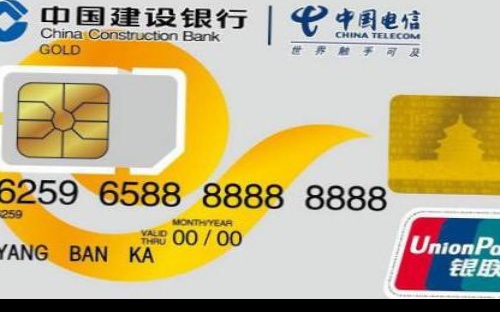 中国建设银行
China Construction Bank
GOLD
中国电信
CHINA TELECOM
世界触手可及
6259 6588 8888 8888
6259
MONTH/YEAR
VALID THRU 00 / 00
YANG BAN KA
UnionPa
银联